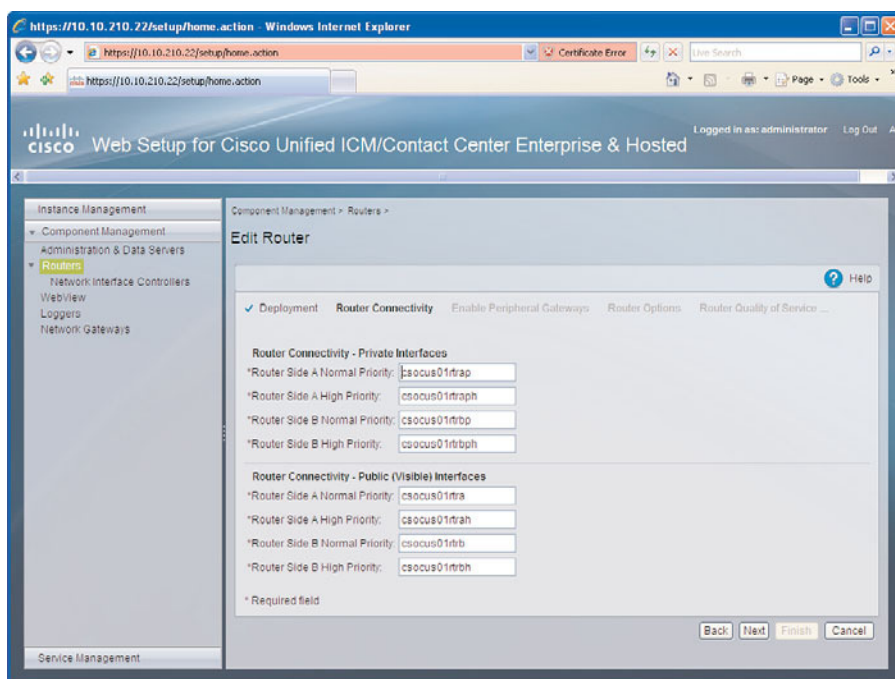 https://10.10.210.22/setup/home.action - Windows Internet Explorer
https://10.10.210.22/setup/home.action
Certificate Error
Live Search
https://10.10.210.22/setup/home.action
Page
Tools
Logged in as: administrator Log Out A
CISCO
Web Setup for Cisco Unified ICM/Contact Center Enterprise & Hosted
Instance Management
Component Management
Administration & Data Servers
Routers
Network Interface Controllers
WebView
Loggers
Network Gateways
Service Management
Component Management > Routers >
Edit Router
Help
Deployment Router Connectivity Enable Peripheral Gateways Router Options Router Quality of Service ...
Router Connectivity - Private Interfaces
*Router Side A Normal Priority: csocus01rtrap
*Router Side A High Priority: csocus01rtraph
*Router Side B Normal Priority: csocus01rtrbp
*Router Side B High Priority: csocus01rtrbph
Router Connectivity - Public (Visible) Interfaces
*Router Side A Normal Priority: csocus01rtra
*Router Side A High Priority: csocus01rtrah
*Router Side B Normal Priority: csocus01rtrb
*Router Side B High Priority: csocus01rtrbh
* Required field
Back Next Finish Cancel